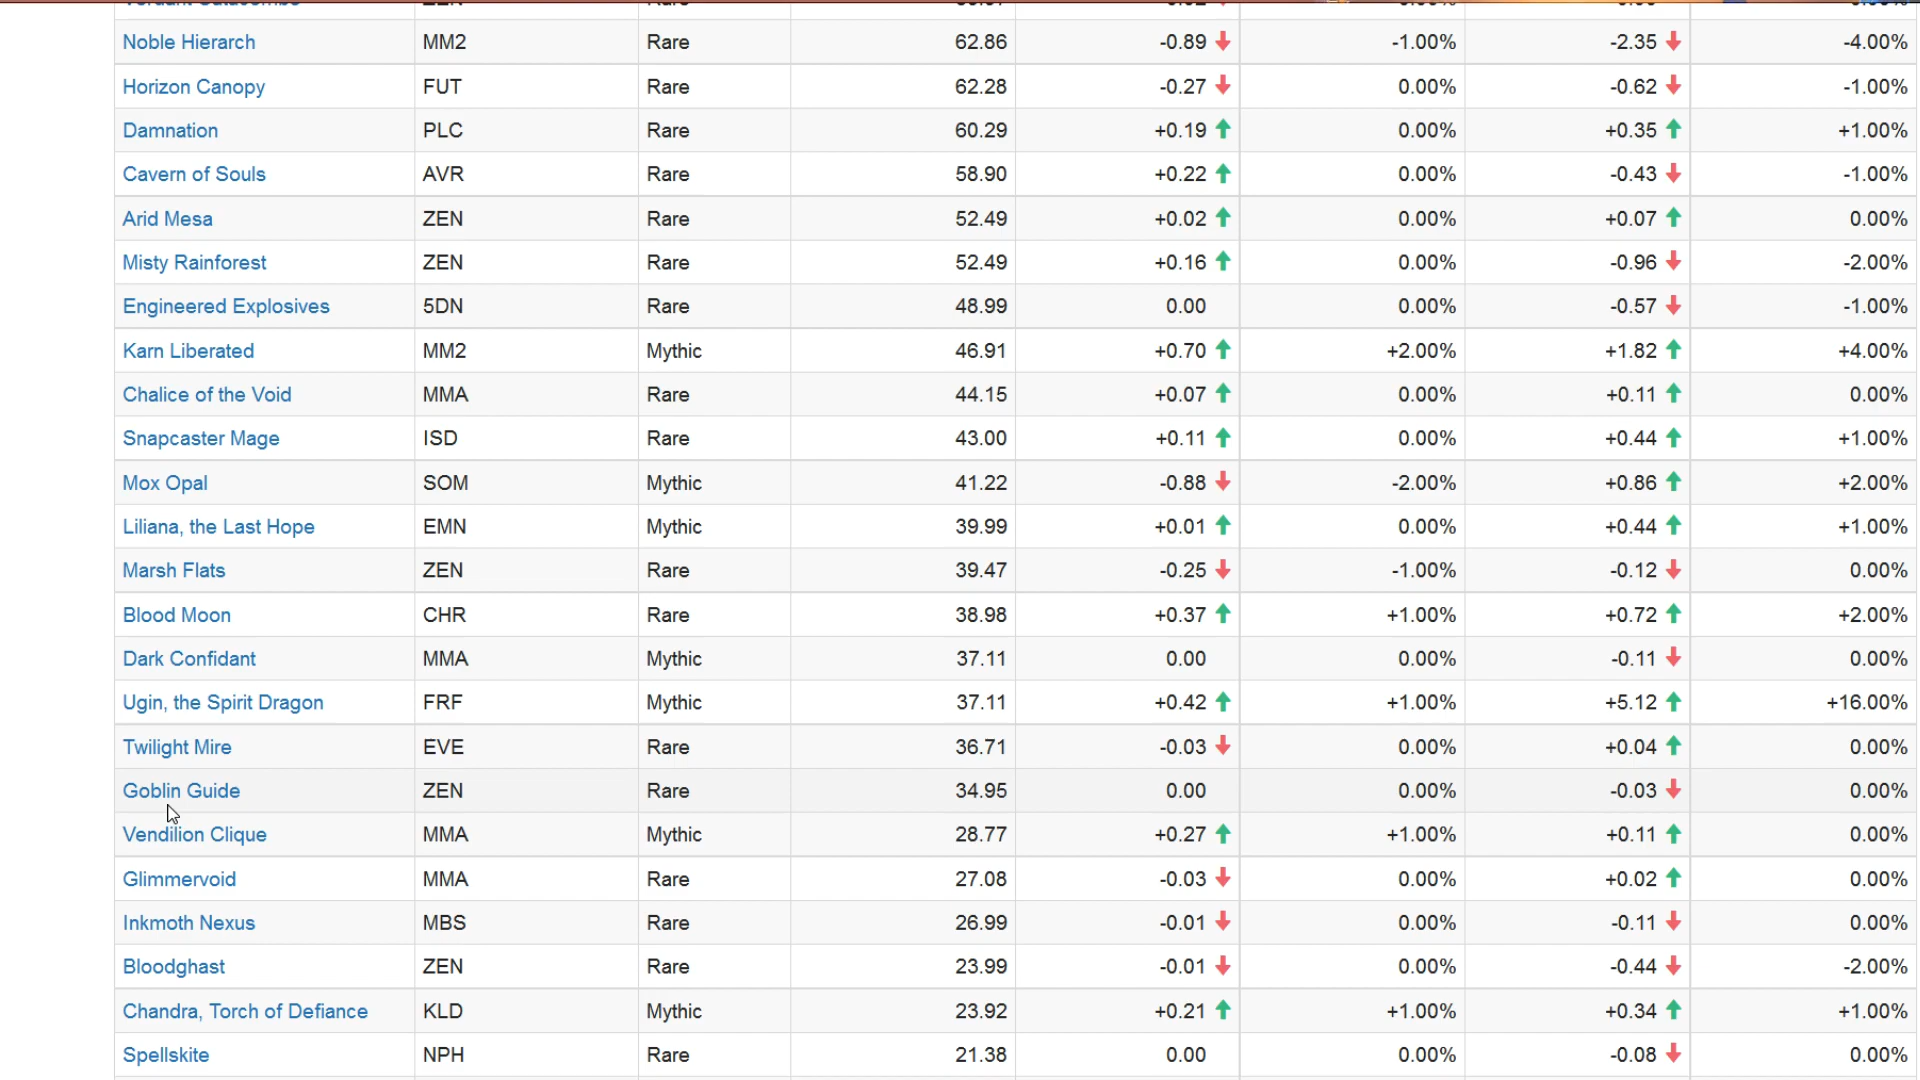 Noble Hierarch MM2 Rare 62.86 -0.89 -1.00% -2.35 -4.00%
Horizon Canopy FUT Rare 62.28 -0.27 0.00% -0.62 -1.00%
Damnation PLC Rare 60.29 +0.19 0.00% +0.35 +1.00%
Cavern of Souls AVR Rare 58.90 +0.22 0.00% -0.43 -1.00%
Arid Mesa ZEN Rare 52.49 +0.02 0.00% +0.07 0.00%
Misty Rainforest ZEN Rare 52.49 +0.16 0.00% -0.96 -2.00%
Engineered Explosives 5DN Rare 48.99 0.00 0.00% -0.57 -1.00%
Karn Liberated MM2 Mythic 46.91 +0.70 +2.00% +1.82 +4.00%
Chalice of the Void MMA Rare 44.15 +0.07 0.00% +0.11 0.00%
Snapcaster Mage ISD Rare 43.00 +0.11 0.00% +0.44 +1.00%
Mox Opal SOM Mythic 41.22 -0.88 -2.00% +0.86 +2.00%
Liliana, the Last Hope EMN Mythic 39.99 +0.01 0.00% +0.44 +1.00%
Marsh Flats ZEN Rare 39.47 -0.25 -1.00% -0.12 0.00%
Blood Moon CHR Rare 38.98 +0.37 +1.00% +0.72 +2.00%
Dark Confidant MMA Mythic 37.11 0.00 0.00% -0.11 0.00%
Ugin, the Spirit Dragon FRF Mythic 37.11 +0.42 +1.00% +5.12 +16.00%
Twilight Mire EVE Rare 36.71 -0.03 0.00% +0.04 0.00%
Goblin Guide ZEN Rare 34.95 0.00 0.00% -0.03 0.00%
Vendilion Clique MMA Mythic 28.77 +0.27 +1.00% +0.11 0.00%
Glimmervoid MMA Rare 27.08 -0.03 0.00% +0.02 0.00%
Inkmoth Nexus MBS Rare 26.99 -0.01 0.00% -0.11 0.00%
Bloodghast ZEN Rare 23.99 -0.01 0.00% -0.44 -2.00%
Chandra, Torch of Defiance KLD Mythic 23.92 +0.21 +1.00% +0.34 +1.00%
Spellskite NPH Rare 21.38 0.00 0.00% -0.08 0.00%